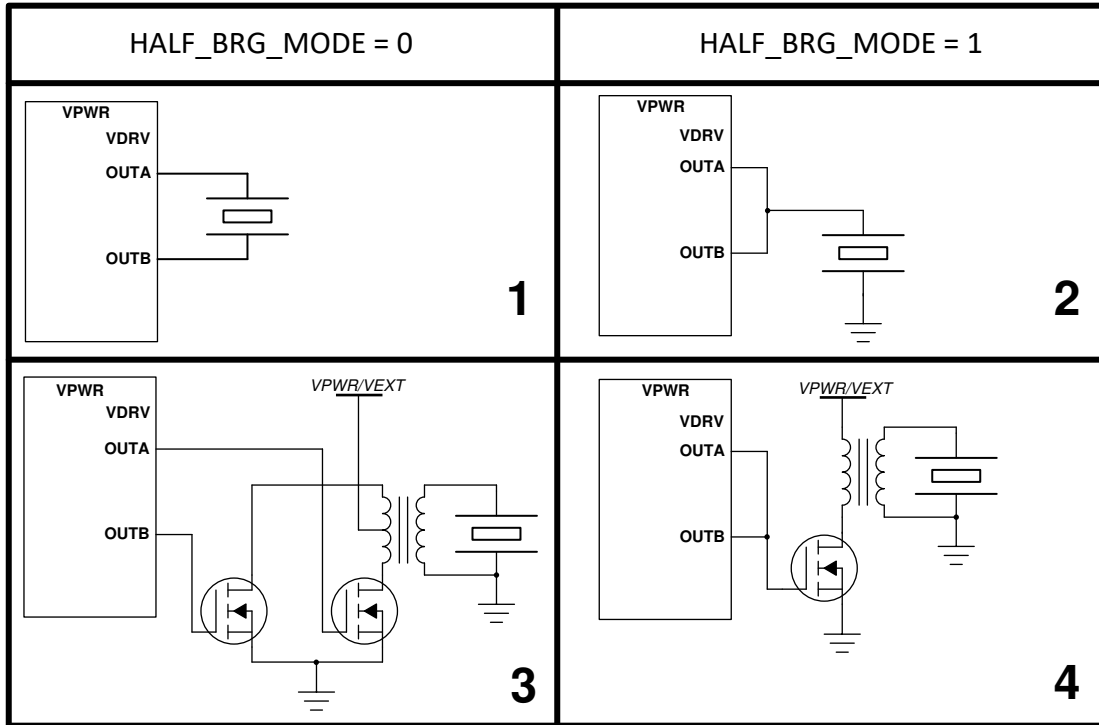 HALF_BRG_MODE = 0
HALF_BRG_MODE = 1
VPWR
VDRV
OUTA
OUTB
1
VPWR
VDRV
OUTA
OUTB
2
VPWR
VDRV
OUTA
OUTB
VPWR/VEXT
3
VPWR
VDRV
OUTA
OUTB
VPWR/VEXT
4